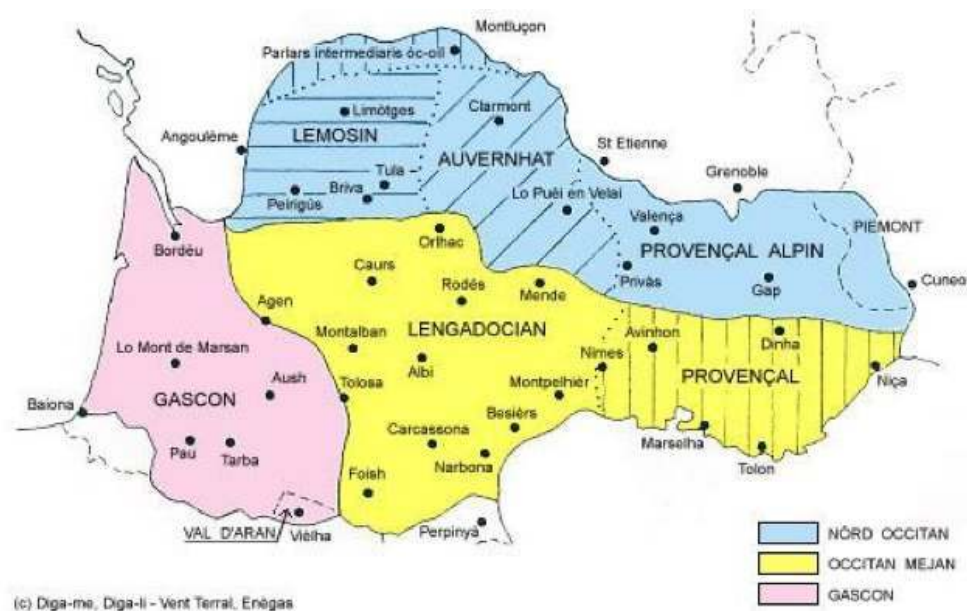 Montluçon
Parlars intermediaris òc-oïl
Limòtges
Clarmont
LEMOSIN
Angoulême
AUVERNHAT
St Etienne
Tula
Grenoble
Briva
Peirigüs
Lo Puèi en Velai
Valença
PIEMONT
Bordèu
Orlhac
PROVENÇAL ALPIN
Caurs
Privàs
Gap
Cuneo
Rodés
Mende
Agen
Montalban
LENGADOCIAN
Avinhon
Dinha
Lo Mont de Marsan
Albi
Nimes
Aush
Tolosa
Montpelhièr
PROVENÇAL
Niça
GASCON
Baiona
Besièrs
Carcassona
Marselha
Pau
Tarba
Narbona
Tolon
Foish
VAL D'ARAN
Vièlha
Perpinyà
NÒRD OCCITAN
OCCITAN MEJAN
GASCON
(c) Diga-me, Diga-li - Vent Terral, Enègas